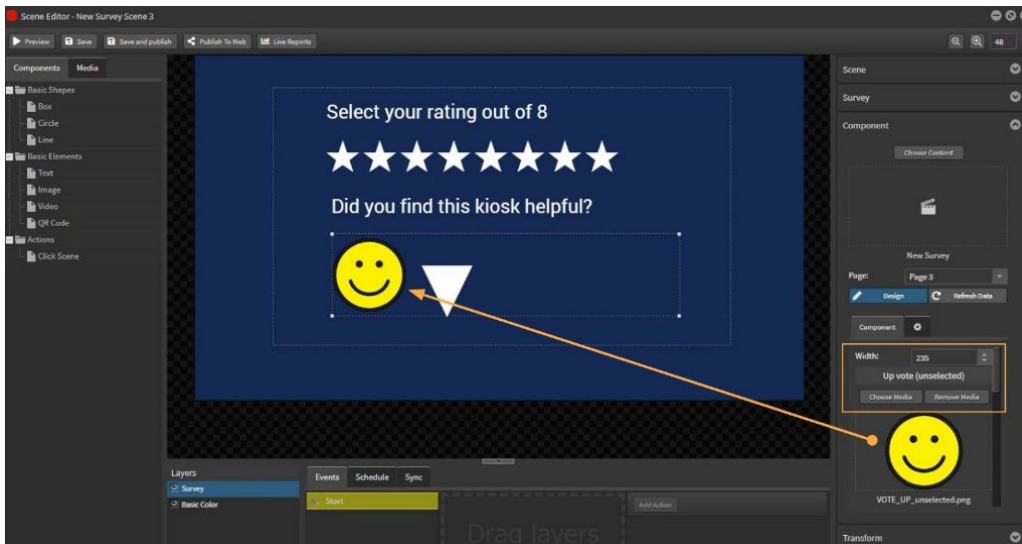 Scene Editor - New Survey Scene 3
Preview Save Save and publish Publish To Web Live Reports 48
Components Media
Basic Shapes
Box
Circle
Line
Basic Elements
Text
Image
Video
QR Code
Actions
Click Scene
Select your rating out of 8
Did you find this kiosk helpful?
Scene
Survey
Component
Choose Content
New Survey
Page: Page 3
Design Refresh Data
Component
Width: 235
Up vote (unselected)
Choose Media Remove Media
VOTE_UP_unselected.png
Transform
Layers
Survey
Basic Color
Events Schedule Sync
Start
Drag layers
Add Action